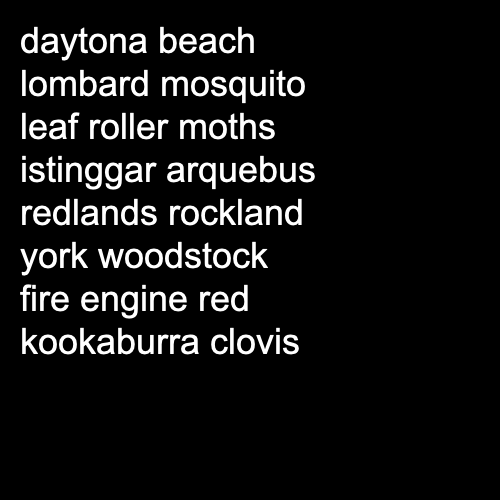 daytona beach
lombard mosquito
leaf roller moths
istinggar arquebus
redlands rockland
york woodstock
fire engine red
kookaburra clovis